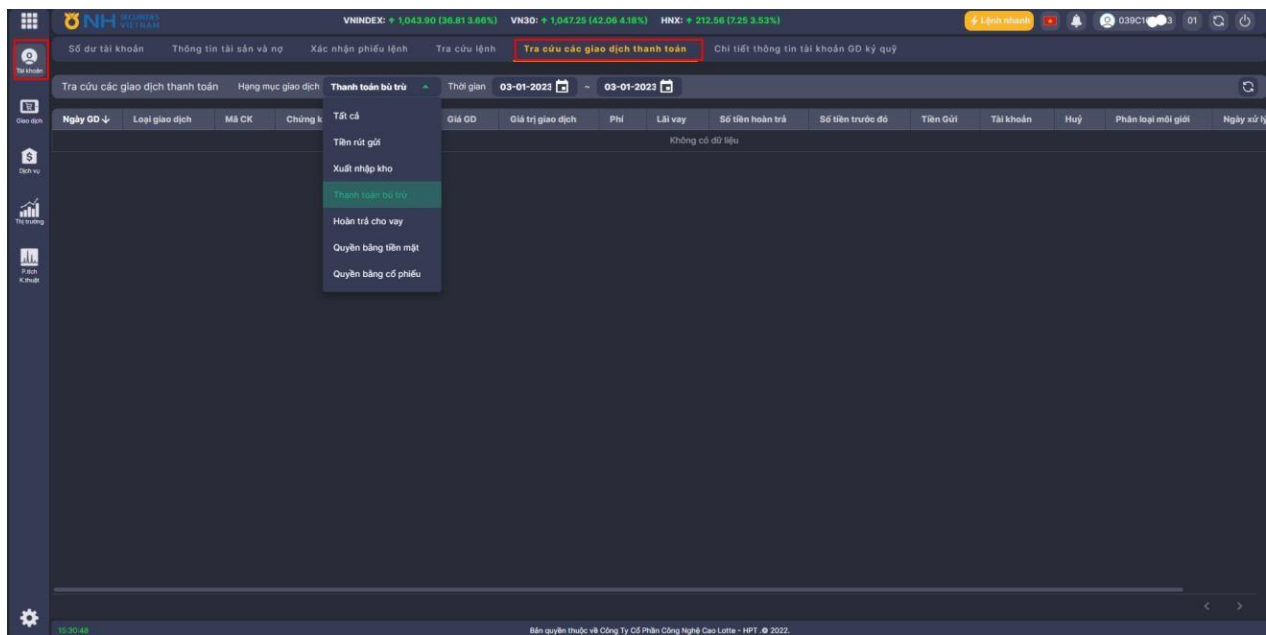 NH SECURITIES VIETNAM
VNINDEX: + 1,043.90 (36.81 3.66%) VN30: + 1,047.25 (42.06 4.18%) HNX: + 212.56 (7.25 3.53%)
Lệnh nhanh
01
Tài khoản
Số dư tài khoản Thông tin tài sản và nợ Xác nhận phiếu lệnh Tra cứu lệnh Tra cứu các giao dịch thanh toán Chi tiết thông tin tài khoản GD ký quỹ
Tra cứu các giao dịch thanh toán Hạng mục giao dịch Thanh toán bù trừ Thời gian 03-01-2023 ~ 03-01-2023
Giao dịch
Ngày GD ↓ Loại giao dịch Mã CK Chứng k Giá GD Giá trị giao dịch Phí Lãi vay Số tiền hoàn trả Số tiền trước đó Tiền Gửi Tài khoản Huỷ Phân loại môi giới Ngày xử lý
Tất cả
Không có dữ liệu
Tiền rút gửi
Xuất nhập kho
Dịch vụ
Thanh toán bù trừ
Thị trường
Hoàn trả cho vay
Quyền bằng tiền mặt
P.tích
K.thuật
Quyền bằng cổ phiếu
15:30:48
Bản quyền thuộc về Công Ty Cổ Phần Công Nghệ Cao Lotte - HPT .© 2022.